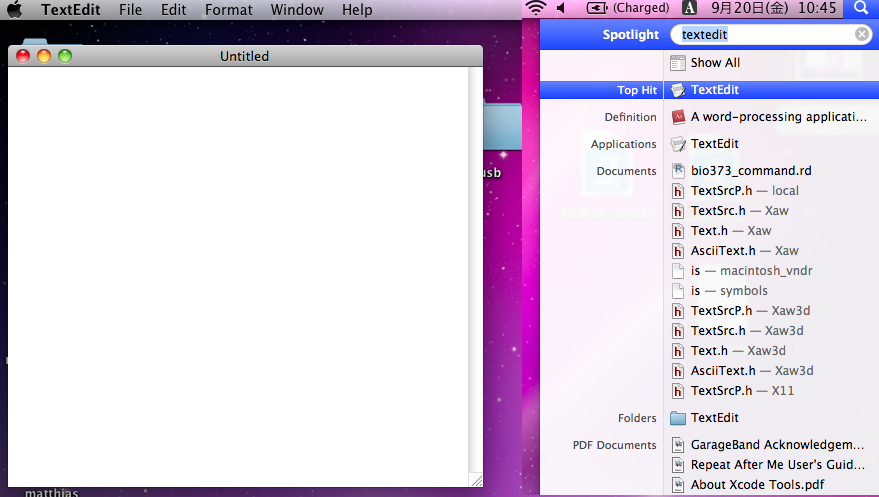 TextEdit File Edit Format Window Help
(Charged) A 9月20日(金) 10:45
Untitled
usb
matthias
Spotlight textedit
Show All
Top Hit TextEdit
Definition A word-processing applicati...
Applications TextEdit
Documents bio373_command.rd
TextSrcP.h — local
TextSrc.h — Xaw
Text.h — Xaw
AsciiText.h — Xaw
is — macintosh_vndr
is — symbols
TextSrcP.h — Xaw3d
TextSrc.h — Xaw3d
Text.h — Xaw3d
AsciiText.h — Xaw3d
TextSrcP.h — X11
Folders TextEdit
PDF Documents GarageBand Acknowledgem...
Repeat After Me User's Guid...
About Xcode Tools.pdf